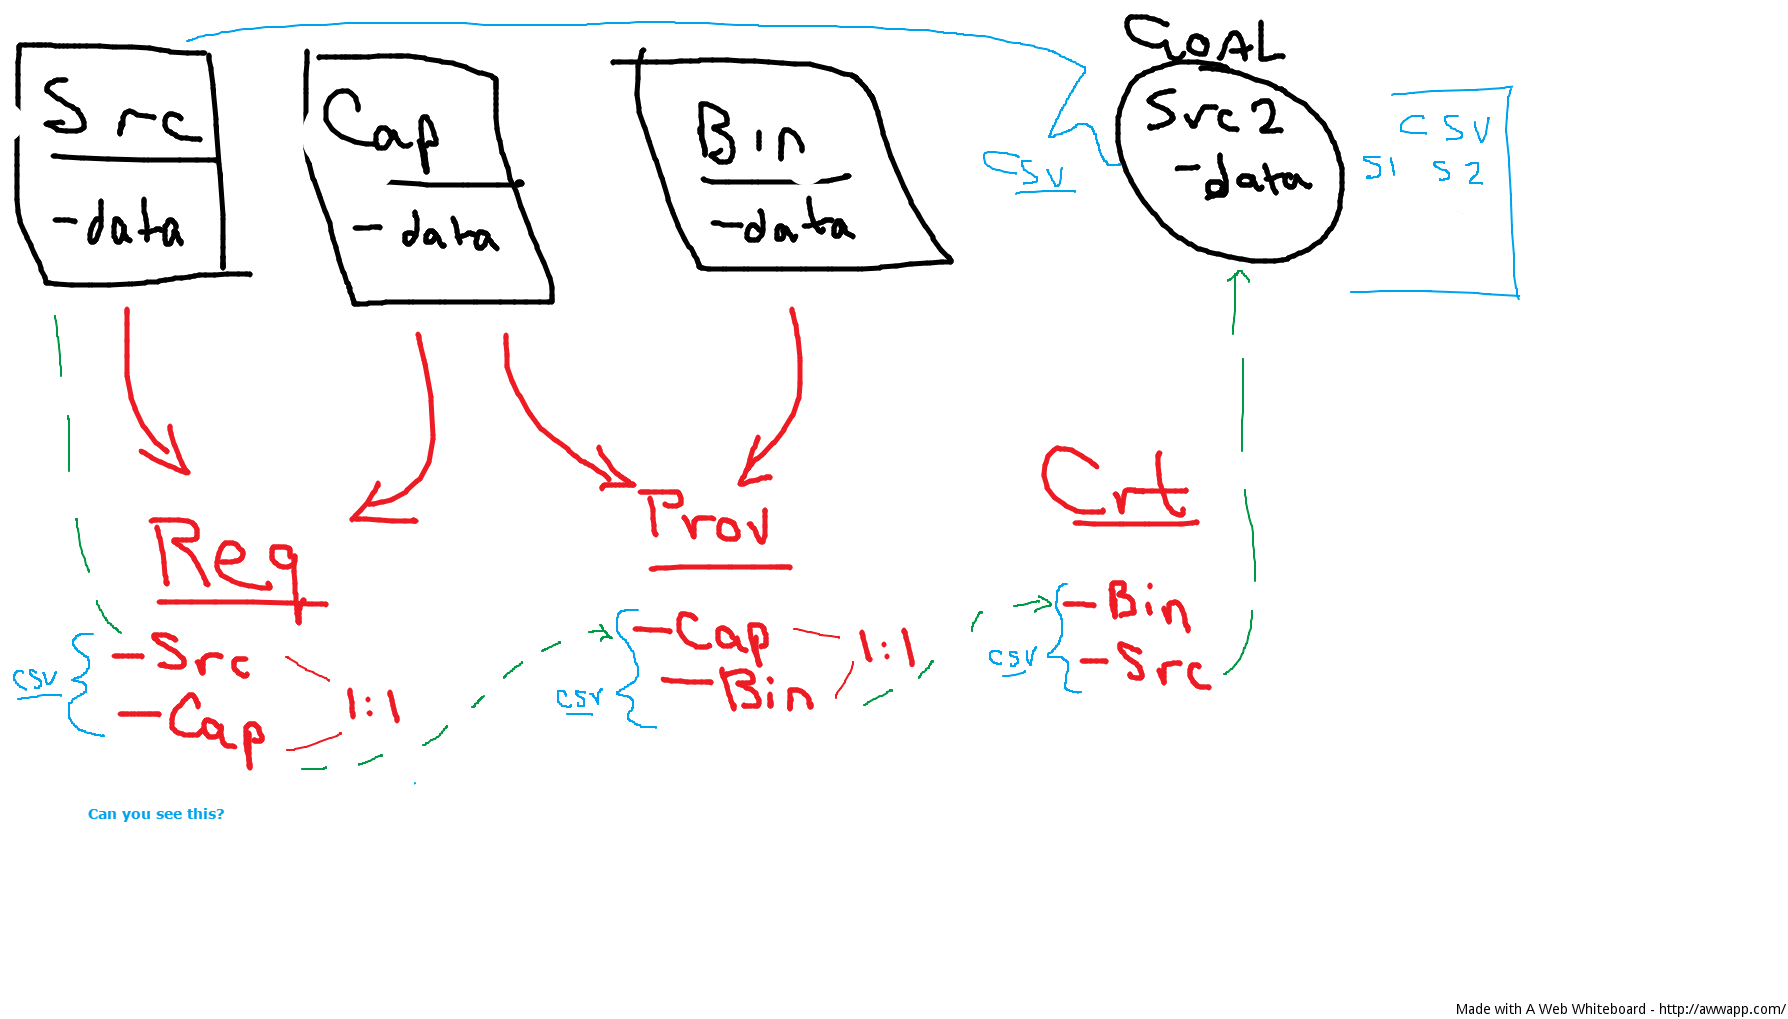 GOAL
Src
-data
Cap
-data
Bin
-data
Src2
-data
CSV
CSV
S1 S2
Req
-Src
-Cap
1:1
CSV
Prov
-Cap
-Bin
1:1
CSV
Crt
-Bin
-Src
CSV
Can you see this?
Made with A Web Whiteboard - http://awwapp.com/